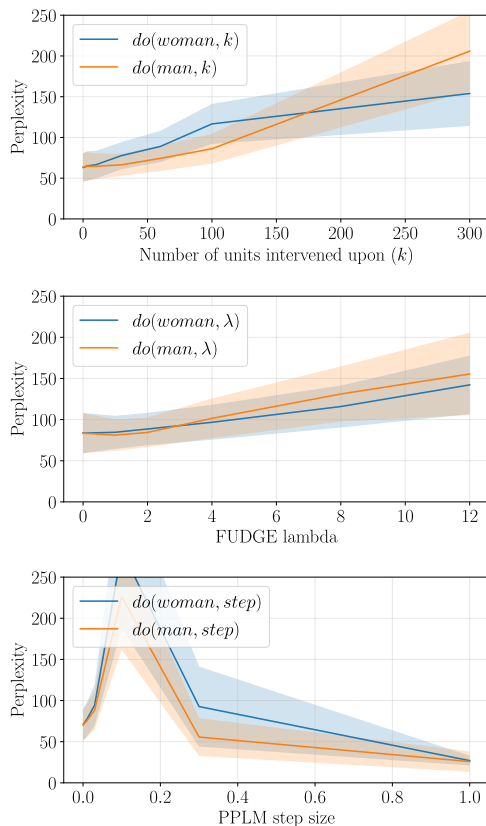 250
200
150
100
50
0
Perplexity
do(woman, k)
do(man, k)
0 50 100 150 200 250 300
Number of units intervened upon (k)
250
200
150
100
50
0
Perplexity
do(woman, λ)
do(man, λ)
0 2 4 6 8 10 12
FUDGE lambda
250
200
150
100
50
0
Perplexity
do(woman, step)
do(man, step)
0.0 0.2 0.4 0.6 0.8 1.0
PPLM step size